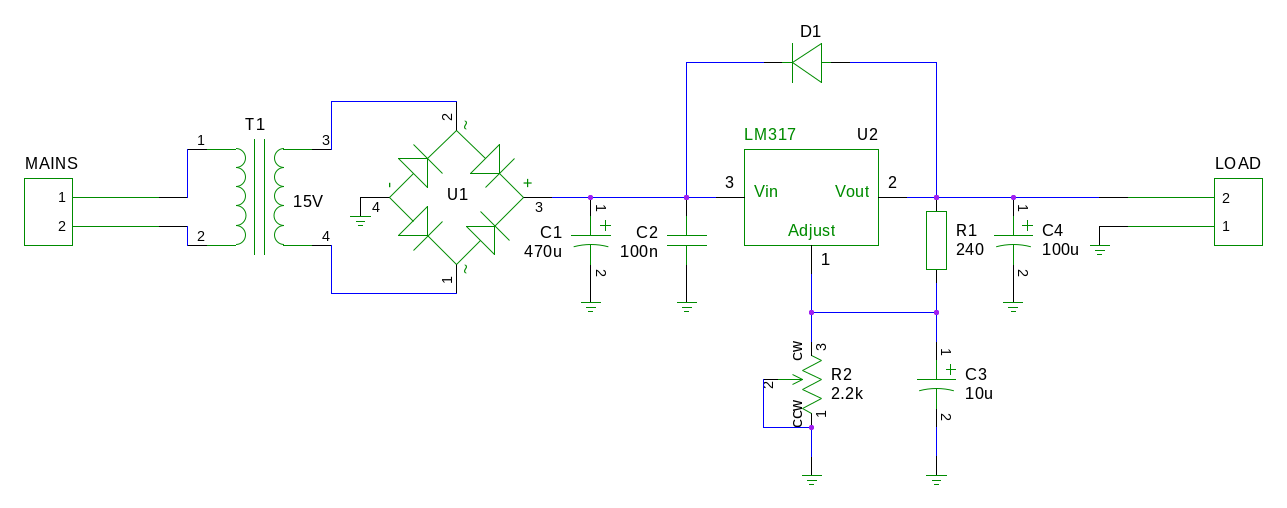 MAINS
1
2
T1
1
2
3
4
15V
2
~
-
4
U1
+
3
1
~
C1
470u
1
+
2
C2
100n
D1
LM317
U2
3
Vin
Vout
2
Adjust
1
R1
240
1
+
2
C4
100u
LOAD
2
1
cw
3
2
ccw
1
R2
2.2k
1
+
2
C3
10u